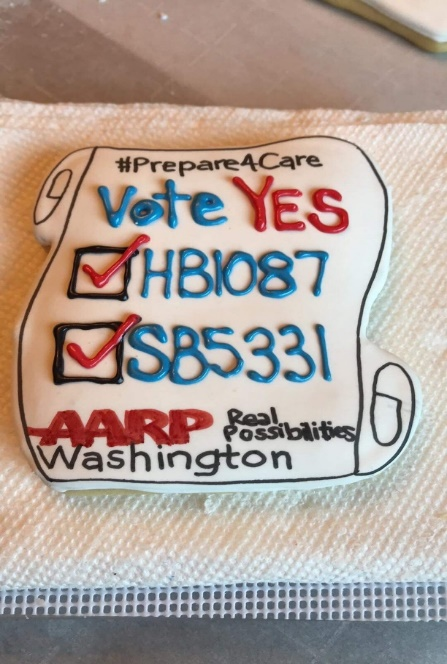 #Prepare4Care
Vote YES
HB1087
SB5331
AARP Real Possibilities
Washington